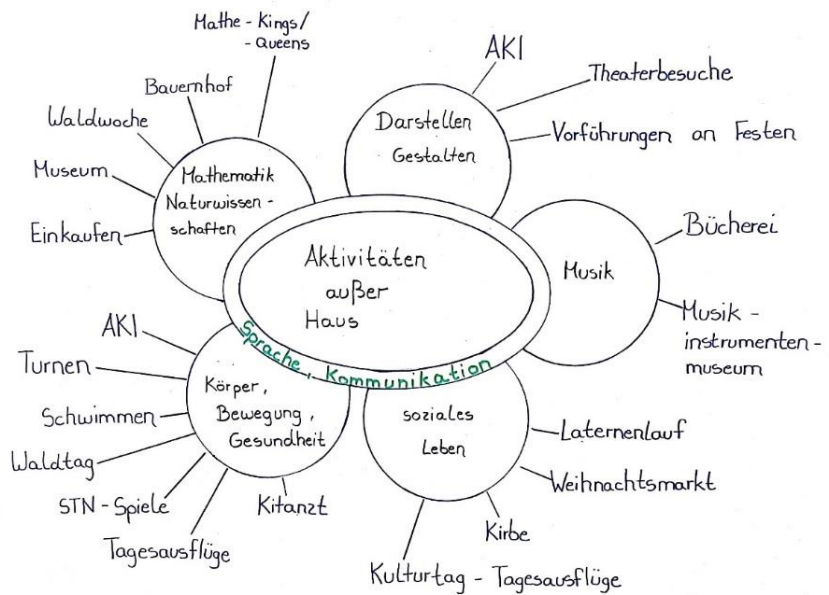 Mathe - Kings/
- Queens
Bauernhof
Waldwoche
Museum
Einkaufen
Mathematik
Naturwissen -
schaften
AKI
Theaterbesuche
Vorführungen an Festen
Darstellen
Gestalten
Bücherei
Musik -
instrumenten -
museum
Musik
Aktivitäten
außer
Haus
Sprache, Kommunikation
AKI
Turnen
Schwimmen
Waldtag
STN - Spiele
Tagesausflüge
Kitanzt
Körper,
Bewegung,
Gesundheit
soziales
Leben
Laternenlauf
Weihnachtsmarkt
Kirbe
Kulturtag - Tagesausflüge